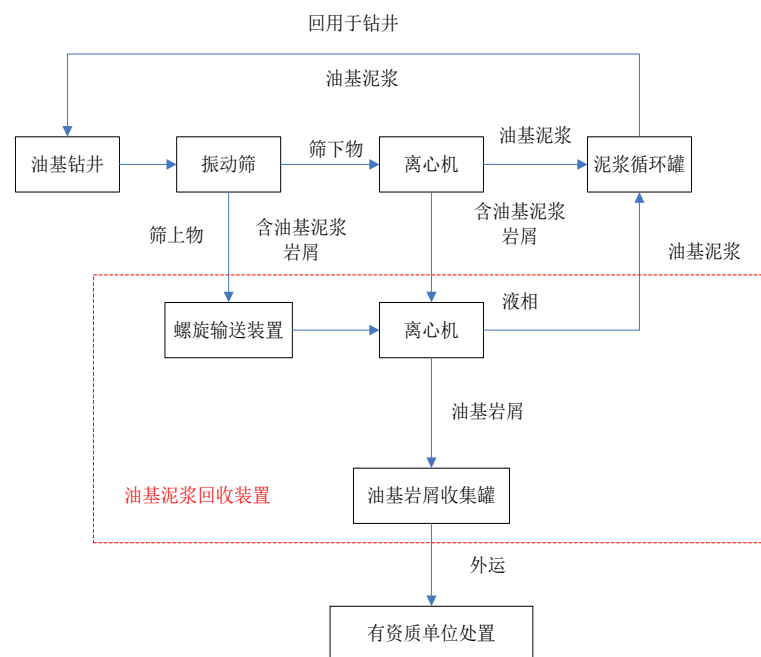 回用于钻井
油基泥浆
油基钻井
振动筛
筛下物
离心机
油基泥浆
泥浆循环罐
筛上物
含油基泥浆
岩屑
含油基泥浆
岩屑
油基泥浆
螺旋输送装置
离心机
液相
油基岩屑
油基泥浆回收装置
油基岩屑收集罐
外运
有资质单位处置